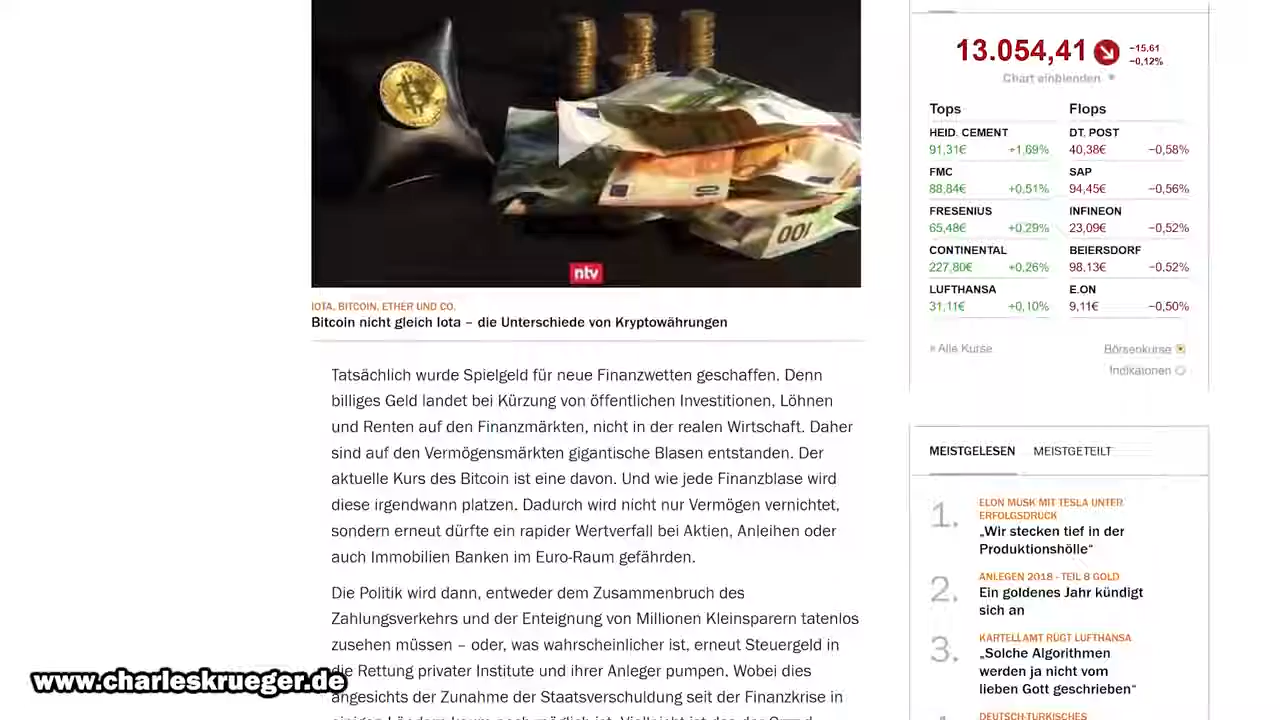 ntv
IOTA, BITCOIN, ETHER UND CO.
Bitcoin nicht gleich Iota – die Unterschiede von Kryptowährungen
Tatsächlich wurde Spielgeld für neue Finanzwetten geschaffen. Denn
billiges Geld landet bei Kürzung von öffentlichen Investitionen, Löhnen
und Renten auf den Finanzmärkten, nicht in der realen Wirtschaft. Daher
sind auf den Vermögensmärkten gigantische Blasen entstanden. Der
aktuelle Kurs des Bitcoin ist eine davon. Und wie jede Finanzblase wird
diese irgendwann platzen. Dadurch wird nicht nur Vermögen vernichtet,
sondern erneut dürfte ein rapider Wertverfall bei Aktien, Anleihen oder
auch Immobilien Banken im Euro-Raum gefährden.
Die Politik wird dann, entweder dem Zusammenbruch des
Zahlungsverkehrs und der Enteignung von Millionen Kleinsparern tatenlos
zusehen müssen – oder, was wahrscheinlicher ist, erneut Steuergeld in
die Rettung privater Institute und ihrer Anleger pumpen. Wobei dies
angesichts der Zunahme der Staatsverschuldung seit der Finanzkrise in
www.charleskrueger.de
13.054,41
−15,61
−0,12%
Chart einblenden
Tops
Flops
HEID. CEMENT
DT. POST
91,31€ +1,69%
40,38€ −0,58%
FMC
SAP
88,84€ +0,51%
94,45€ −0,56%
FRESENIUS
INFINEON
65,48€ +0,29%
23,09€ −0,52%
CONTINENTAL
BEIERSDORF
227,80€ +0,26%
98,13€ −0,52%
LUFTHANSA
E.ON
31,11€ +0,10%
9,11€ −0,50%
» Alle Kurse
Börsenkurse
Indikationen
MEISTGELESEN
MEISTGETEILT
1.
ELON MUSK MIT TESLA UNTER
ERFOLGSDRUCK
„Wir stecken tief in der
Produktionshölle“
2.
ANLEGEN 2018 - TEIL 8 GOLD
Ein goldenes Jahr kündigt
sich an
3.
KARTELLAMT RÜGT LUFTHANSA
„Solche Algorithmen
werden ja nicht vom
lieben Gott geschrieben“
DEUTSCH-TÜRKISCHES